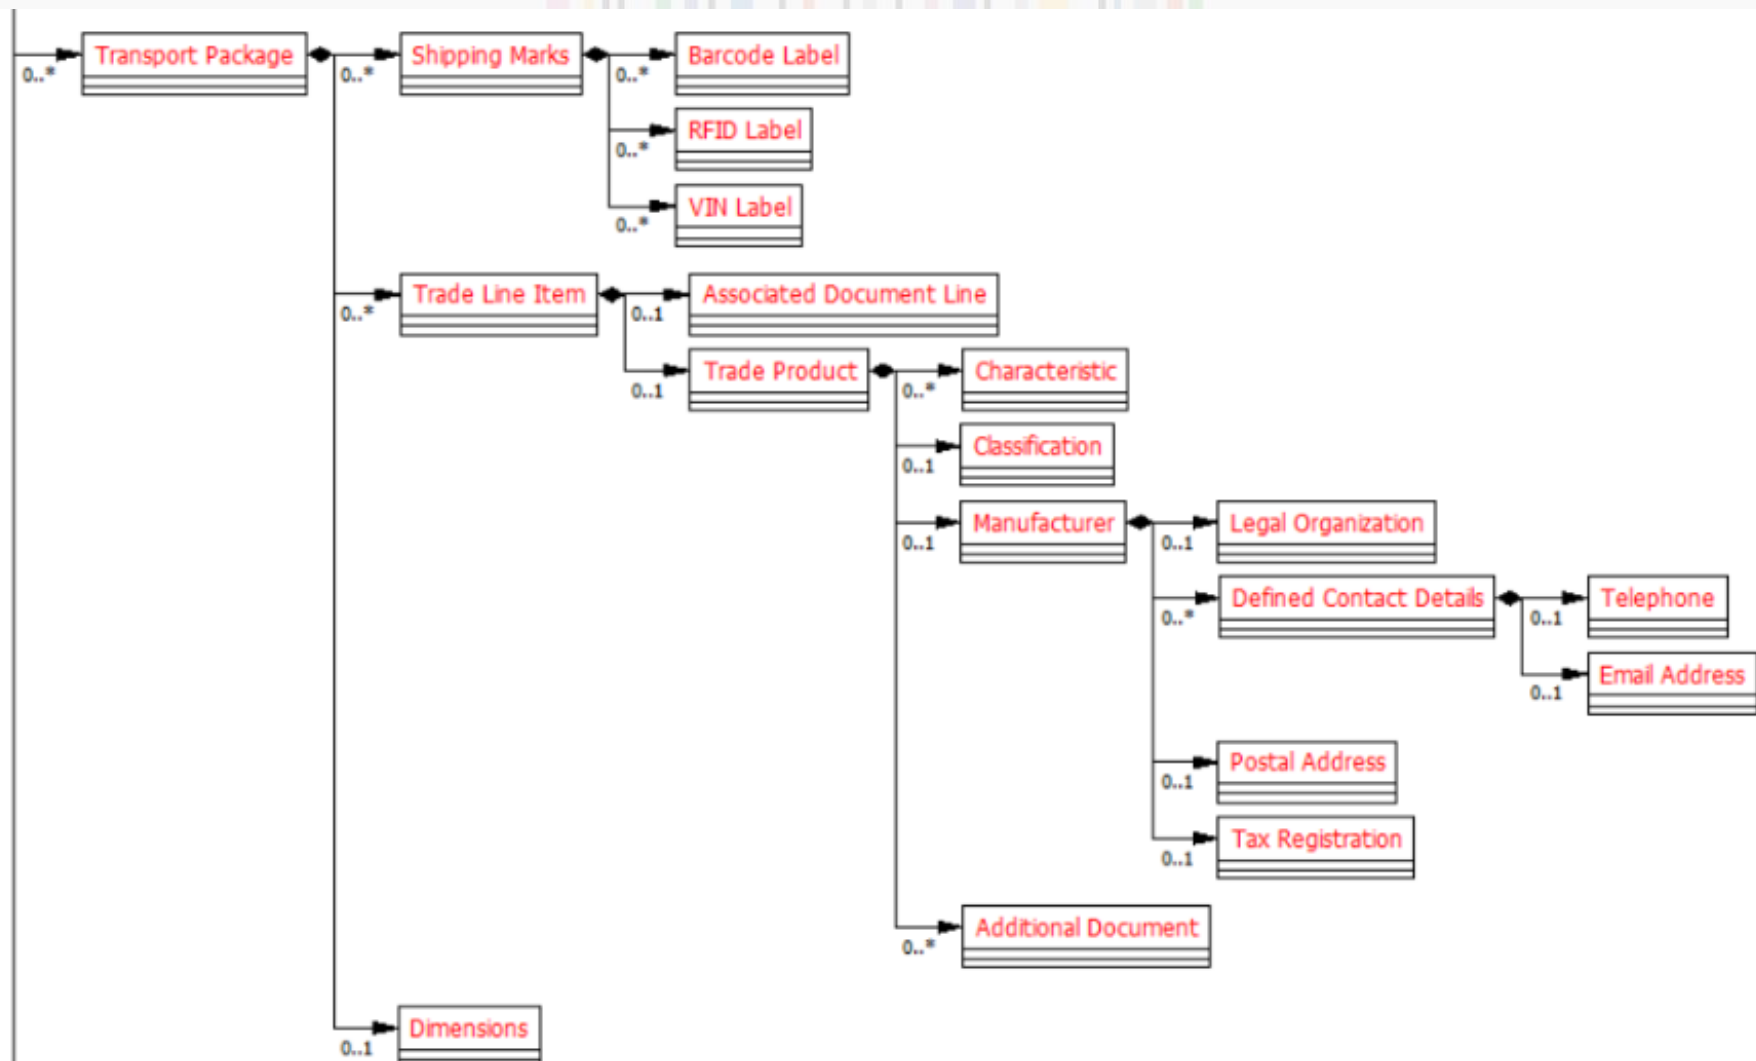 Transport Package
0..*
Shipping Marks
0..*
Barcode Label
0..*
RFID Label
0..*
VIN Label
0..*
Trade Line Item
0..*
Associated Document Line
0..1
Trade Product
0..1
Characteristic
0..*
Classification
0..1
Manufacturer
0..1
Legal Organization
0..1
Defined Contact Details
0..*
Telephone
0..1
Email Address
0..1
Postal Address
0..1
Tax Registration
0..1
Additional Document
0..*
Dimensions
0..1